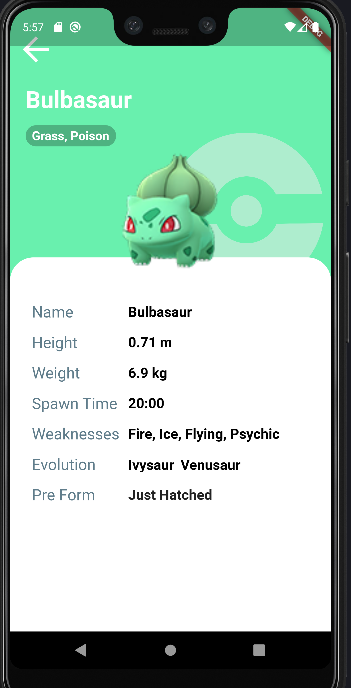 5:57
DEBUG
Bulbasaur
Grass, Poison
Name Bulbasaur
Height 0.71 m
Weight 6.9 kg
Spawn Time 20:00
Weaknesses Fire, Ice, Flying, Psychic
Evolution Ivysaur Venusaur
Pre Form Just Hatched